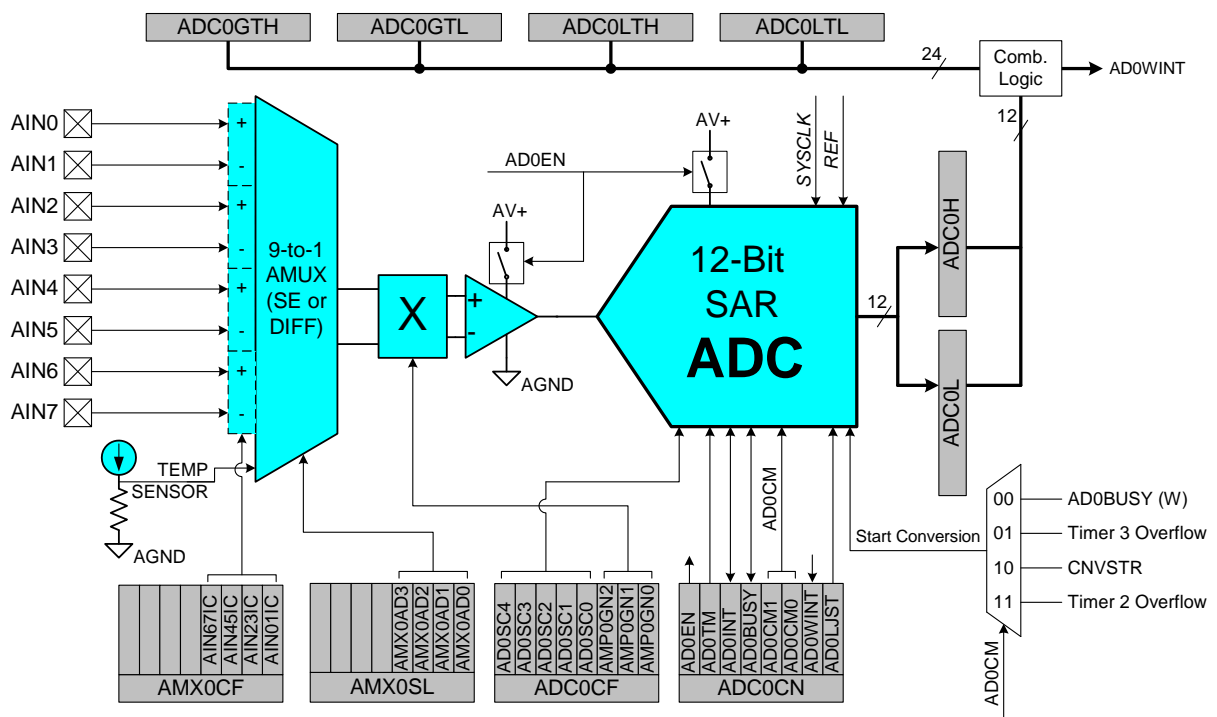 ADC0GTH
ADC0GTL
ADC0LTH
ADC0LTL
24
Comb.
Logic
AD0WINT
12
AIN0
AIN1
AIN2
AIN3
AIN4
AIN5
AIN6
AIN7
+
-
+
-
+
-
+
-
9-to-1
AMUX
(SE or
DIFF)
X
+
-
AV+
AGND
AD0EN
AV+
SYSCLK
REF
12-Bit
SAR
ADC
12
ADC0H
ADC0L
TEMP
SENSOR
AGND
AD0CM
Start Conversion
00
AD0BUSY (W)
01
Timer 3 Overflow
10
CNVSTR
11
Timer 2 Overflow
AD0CM
AIN67IC
AIN45IC
AIN23IC
AIN01IC
AMX0CF
AMX0AD3
AMX0AD2
AMX0AD1
AMX0AD0
AMX0SL
AD0SC4
AD0SC3
AD0SC2
AD0SC1
AD0SC0
AMP0GN2
AMP0GN1
AMP0GN0
ADC0CF
AD0EN
AD0TM
AD0INT
AD0BUSY
AD0CM1
AD0CM0
AD0WINT
AD0LJST
ADC0CN